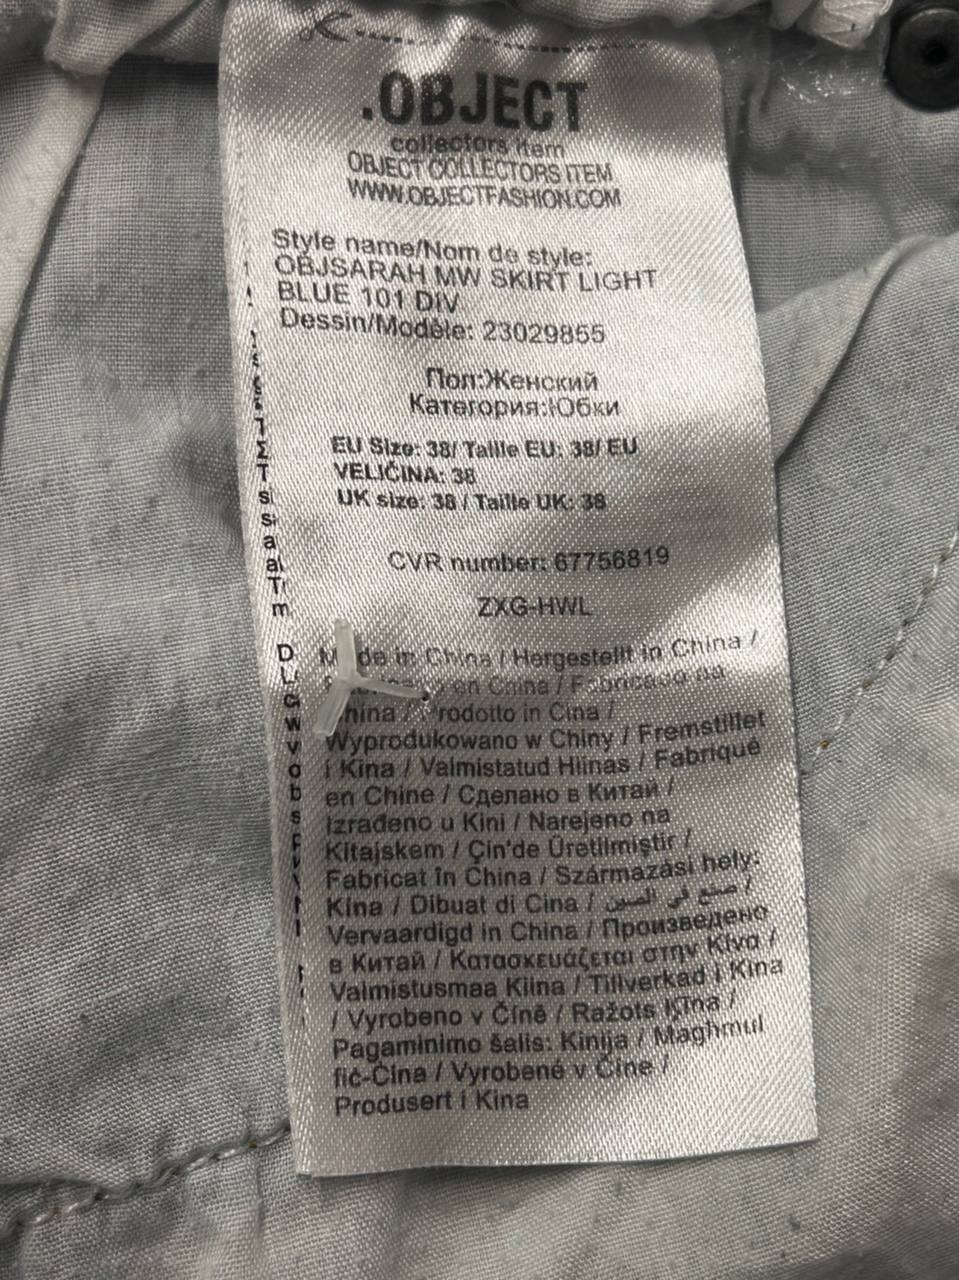 .OBJECT
collectors item
OBJECT COLLECTORS ITEM
WWW.OBJECTFASHION.COM
Style name/Nom de style:
OBJSARAH MW SKIRT LIGHT
BLUE 101 DIV
Dessin/Modèle: 23029855
Пол:Женский
Категория:Юбки
EU Size: 38/ Taille EU: 38/ EU
VELIČINA: 38
UK size: 38 / Taille UK: 38
CVR number: 67756819
ZXG-HWL
Made in China / Hergestellt in China /
en China / Fabricado na
China / Prodotto in Cina /
Wyprodukowano w Chiny / Fremstillet
i Kina / Valmistatud Hiinas / Fabriqué
en Chine / Сделано в Китай /
Izrađeno u Kini / Narejeno na
Kitajskem / Çin'de Üretilmiştir /
Fabricat în China / Származási hely:
Kína / Dibuat di Cina / صنع في الصين /
Vervaardigd in China / Произведено
в Китай / Κατασκευάζεται στην Κίνα /
Valmistusmaa Kiina / Tillverkad i Kina
/ Vyrobeno v Číně / Ražots Ķīna /
Pagaminimo šalis: Kinija / Magħmul
fiċ-Ċina / Vyrobené v Číne /
Produsert i Kina